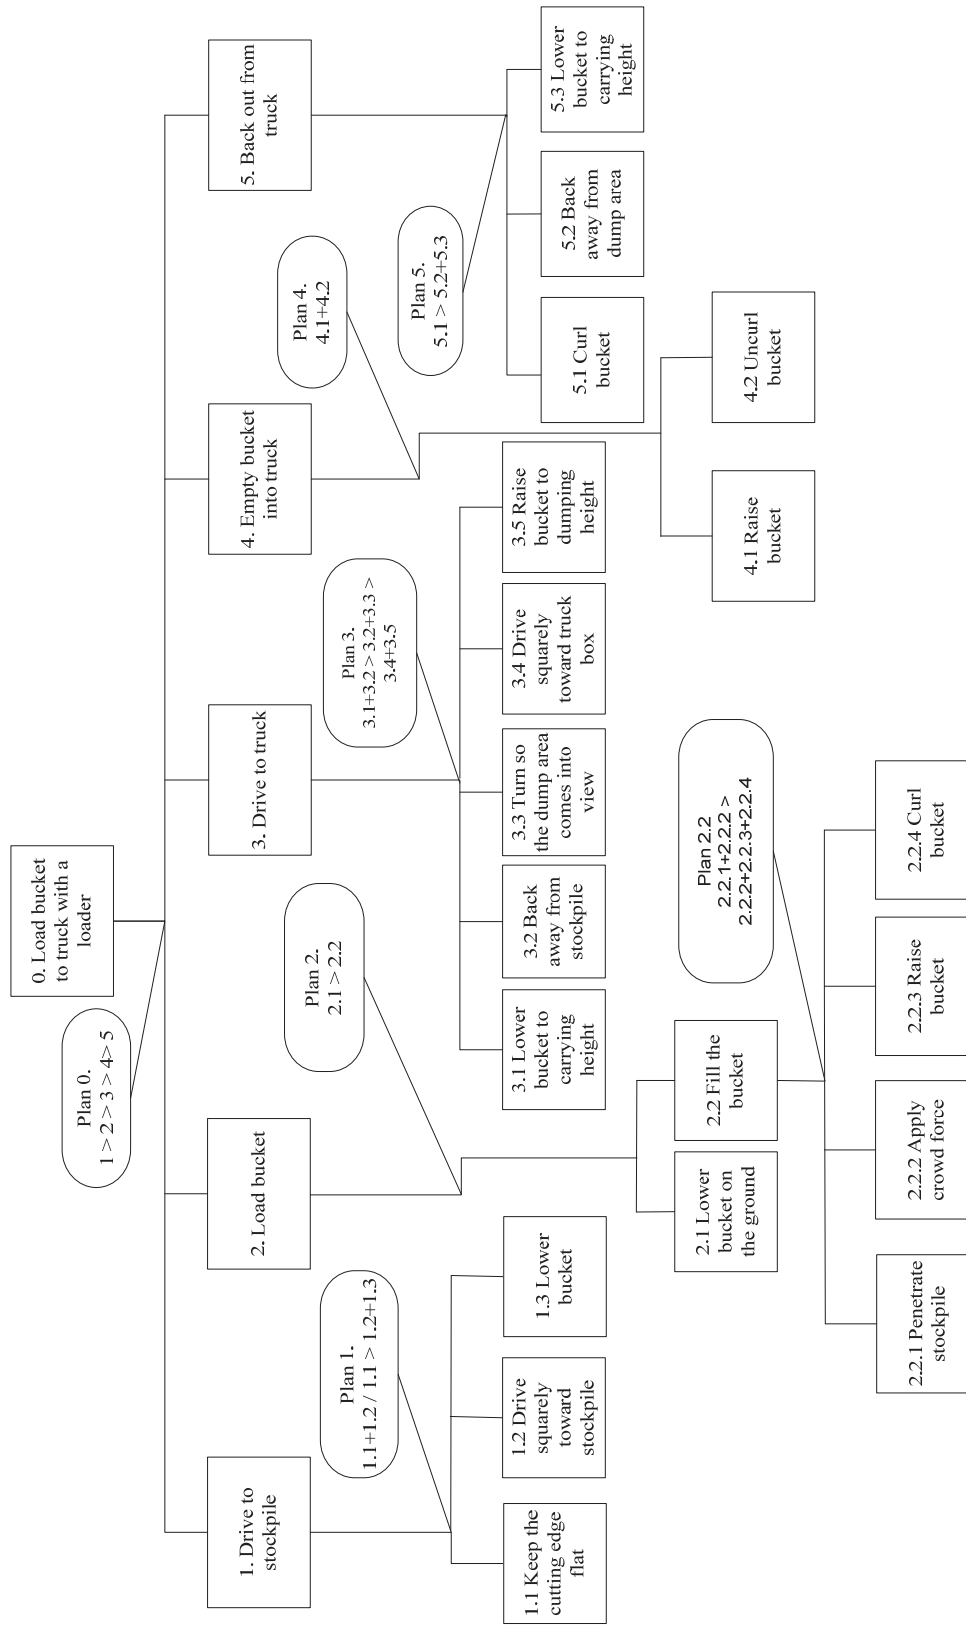 0. Load bucket
to truck with a
loader
Plan 0.
1 > 2 > 3 > 4> 5
1. Drive to
stockpile
2. Load bucket
3. Drive to truck
4. Empty bucket
into truck
5. Back out from
truck
Plan 1.
1.1+1.2 / 1.1 > 1.2+1.3
Plan 2.
2.1 > 2.2
Plan 3.
3.1+3.2 > 3.2+3.3 >
3.4+3.5
Plan 4.
4.1+4.2
Plan 5.
5.1 > 5.2+5.3
1.1 Keep the
cutting edge
flat
1.2 Drive
squarely
toward
stockpile
1.3 Lower
bucket
3.1 Lower
bucket to
carrying
height
3.2 Back
away from
stockpile
3.3 Turn so
the dump area
comes into
view
3.4 Drive
squarely
toward truck
box
3.5 Raise
bucket to
dumping
height
5.1 Curl
bucket
5.2 Back
away from
dump area
5.3 Lower
bucket to
carrying
height
2.1 Lower
bucket on
the ground
2.2 Fill the
bucket
Plan 2.2
2.2.1+2.2.2 >
2.2.2+2.2.3+2.2.4
4.1 Raise
bucket
4.2 Uncurl
bucket
2.2.1 Penetrate
stockpile
2.2.2 Apply
crowd force
2.2.3 Raise
bucket
2.2.4 Curl
bucket